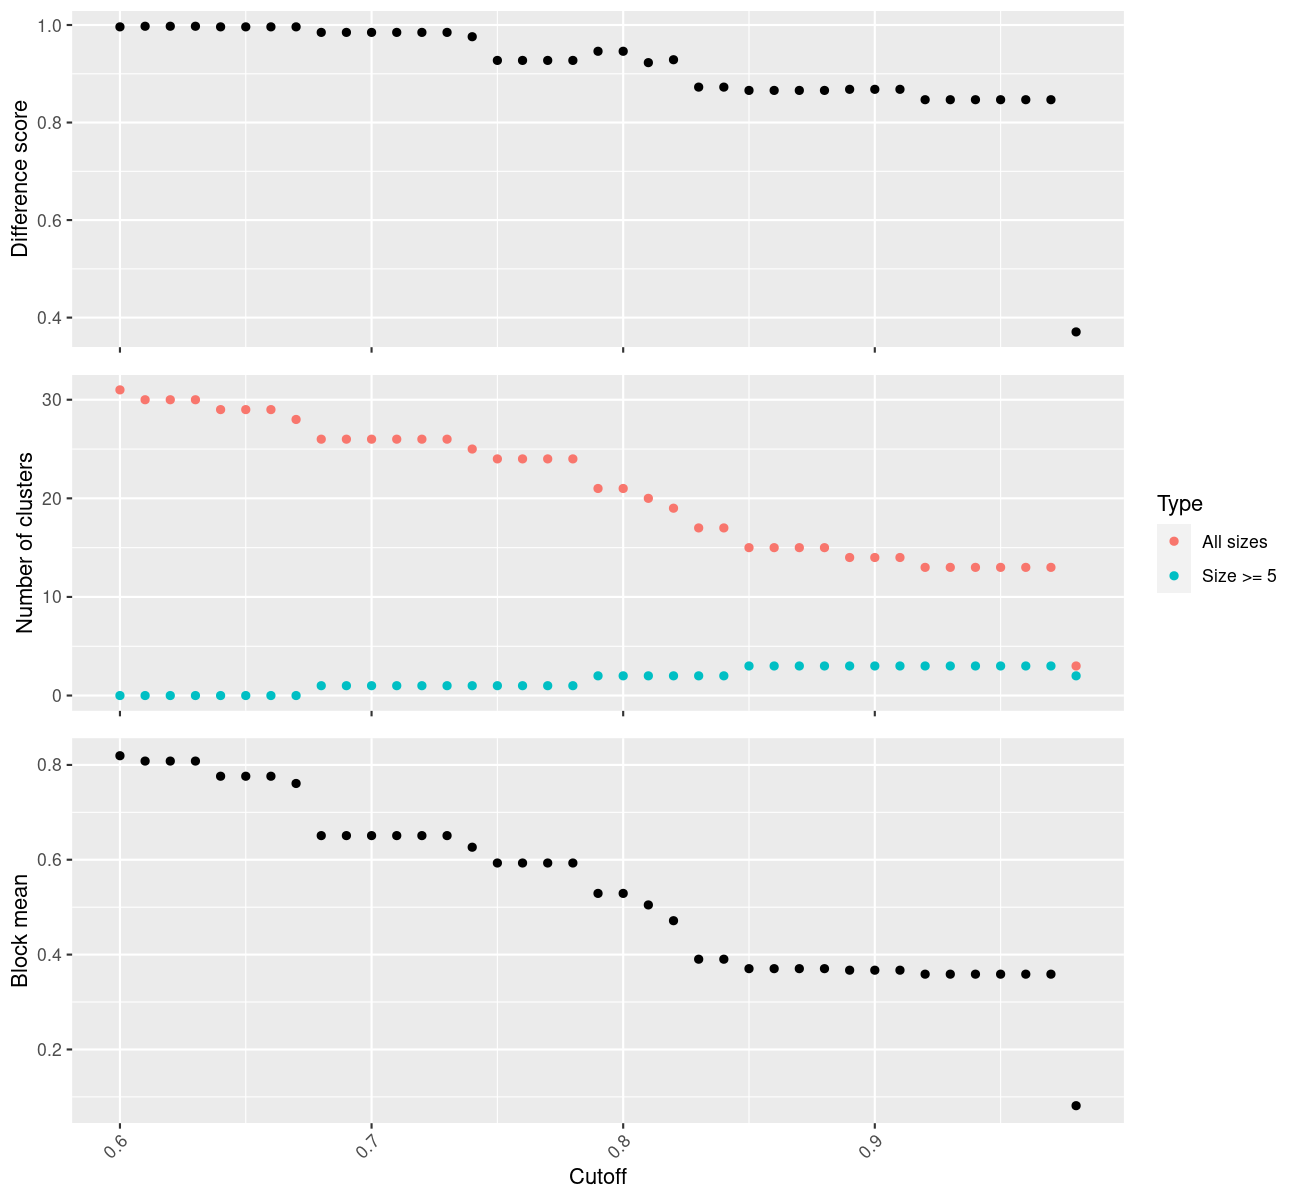 1.0
0.8
0.6
0.4
Difference score
30
20
10
0
Number of clusters
Type
All sizes
Size >= 5
0.8
0.6
0.4
0.2
Block mean
0.6
0.7
0.8
0.9
Cutoff